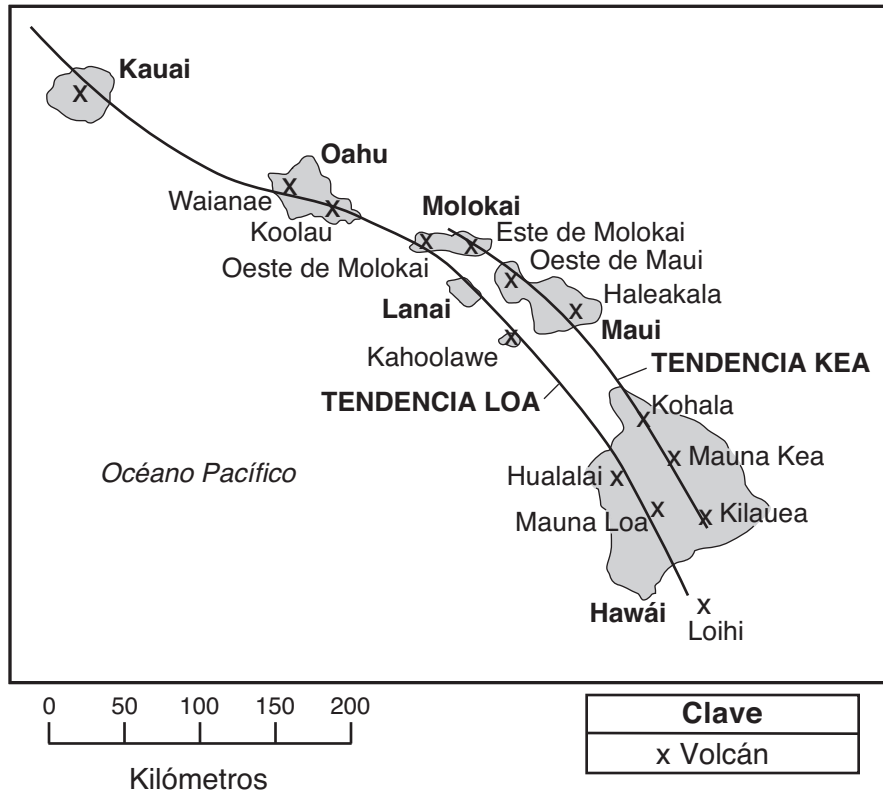 Kauai
Oahu
Waianae
Koolau
Molokai
Este de Molokai
Oeste de Molokai
Oeste de Maui
Haleakala
Lanai
Maui
Kahoolawe
TENDENCIA KEA
TENDENCIA LOA
Kohala
Océano Pacífico
Hualalai
Mauna Kea
Mauna Loa
Kilauea
Hawái
Loihi
0 50 100 150 200
Kilómetros
Clave
x Volcán